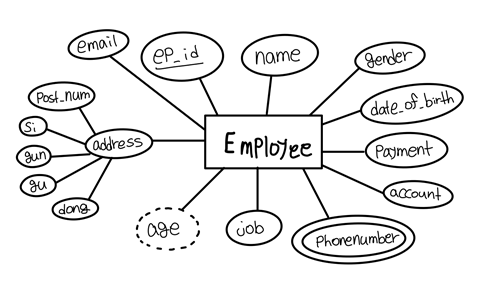 email
ep_id
name
gender
Post_num
date_of_birth
si
address
Employee
gun
payment
gu
account
dong
age
job
Phonenumber